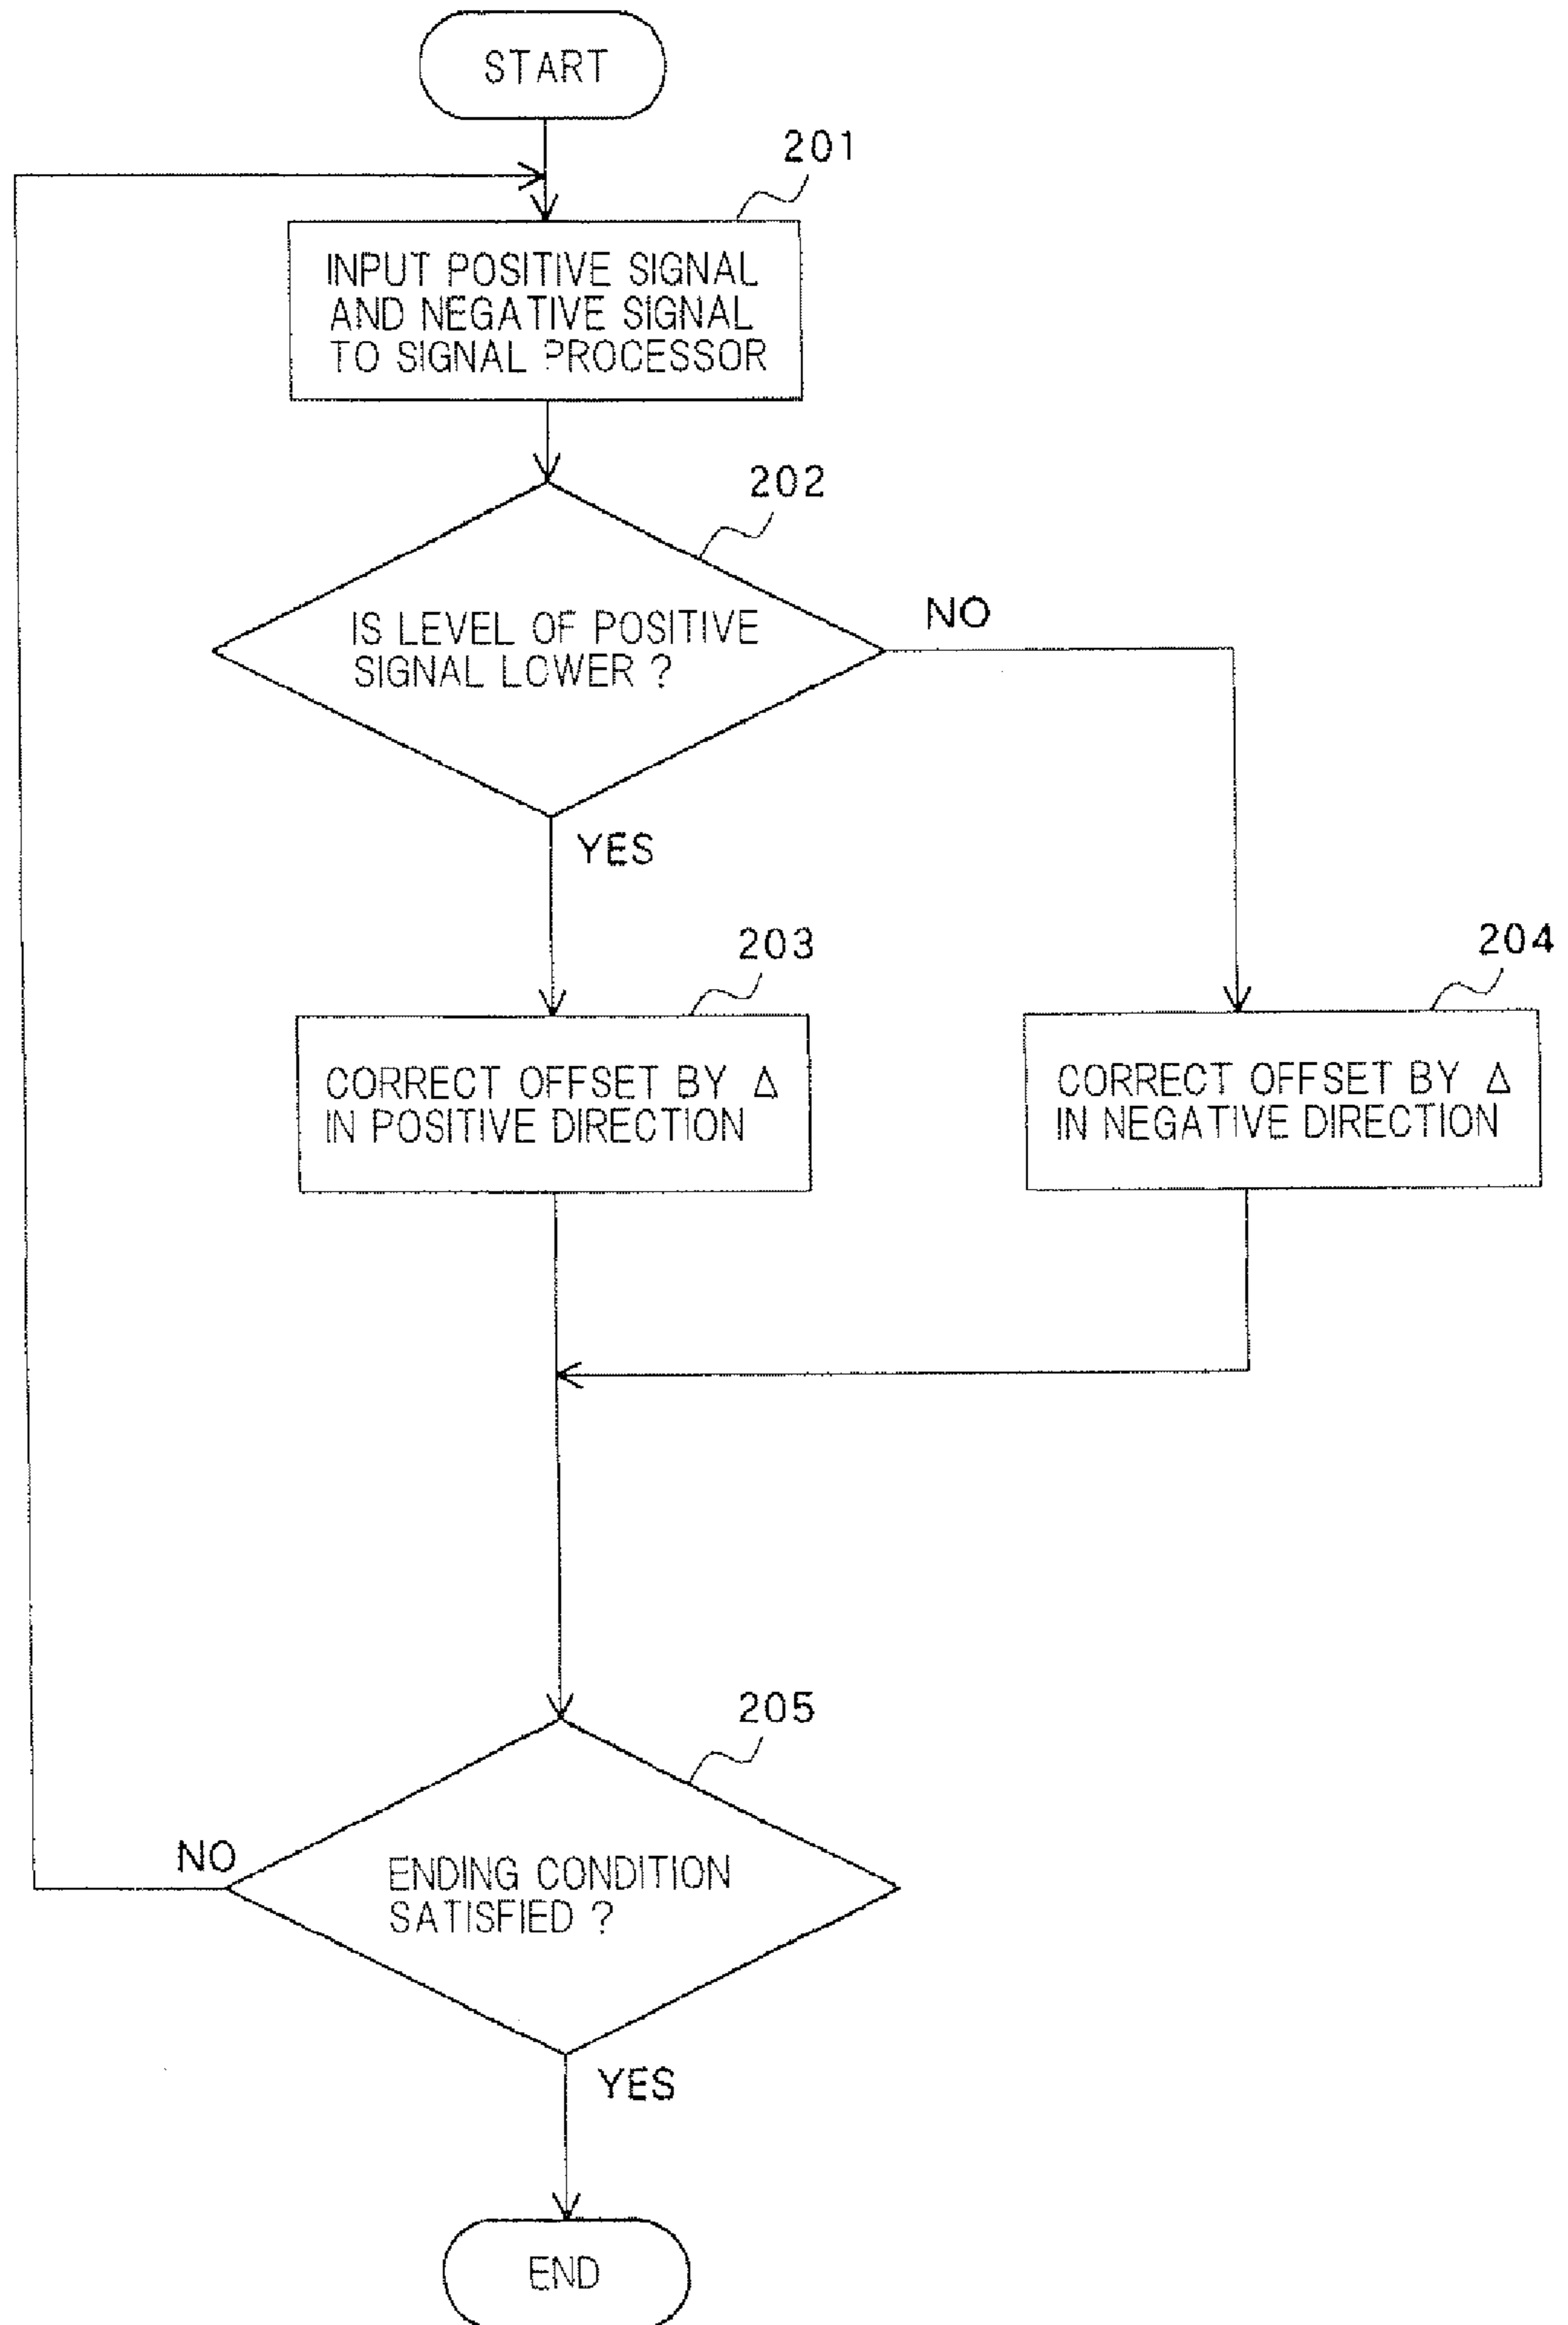 START
201
INPUT POSITIVE SIGNAL
AND NEGATIVE SIGNAL
TO SIGNAL PROCESSOR
202
IS LEVEL OF POSITIVE
SIGNAL LOWER ?
NO
YES
203
CORRECT OFFSET BY Δ
IN POSITIVE DIRECTION
204
CORRECT OFFSET BY Δ
IN NEGATIVE DIRECTION
205
ENDING CONDITION
SATISFIED ?
NO
YES
END